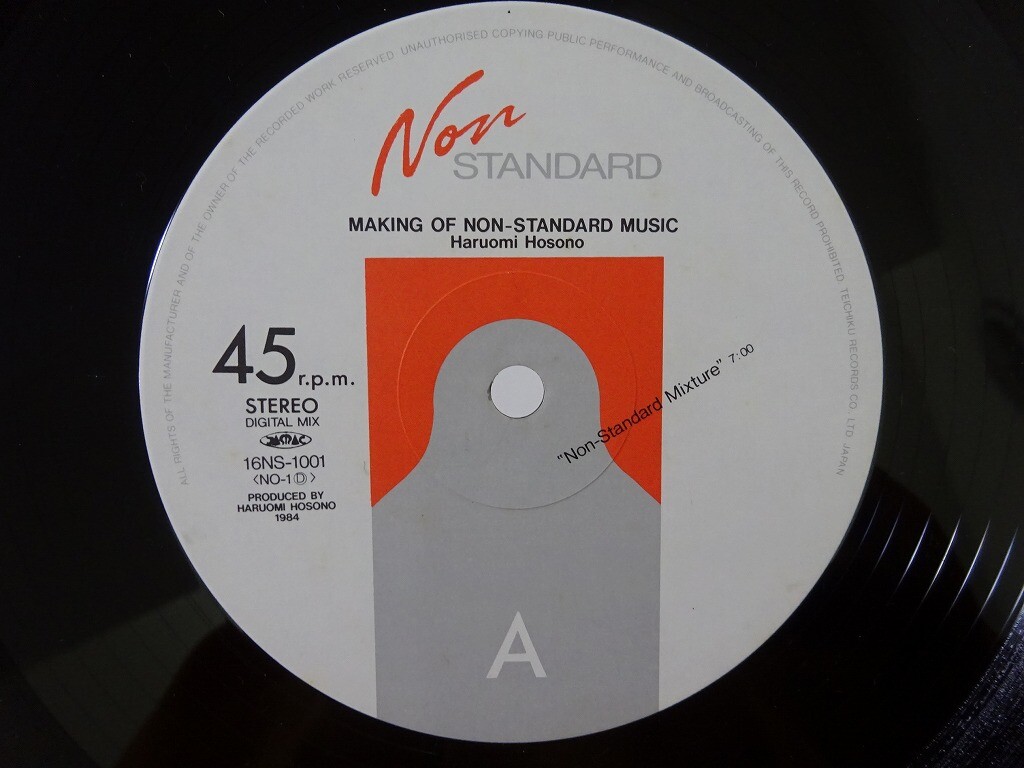 ALL RIGHTS OF THE MANUFACTURER AND OF THE OWNER OF THE RECORDED WORK RESERVED. UNAUTHORISED COPYING PUBLIC PERFORMANCE AND BROADCASTING OF THIS RECORD PROHIBITED. TEICHIKU RECORDS CO., LTD. JAPAN
Non
STANDARD
MAKING OF NON-STANDARD MUSIC
Haruomi Hosono
45 r.p.m.
STEREO
DIGITAL MIX
JASRAC
16NS-1001
〈NO-1Ⓓ〉
PRODUCED BY
HARUOMI HOSONO
1984
"Non-Standard Mixture" 7:00
A